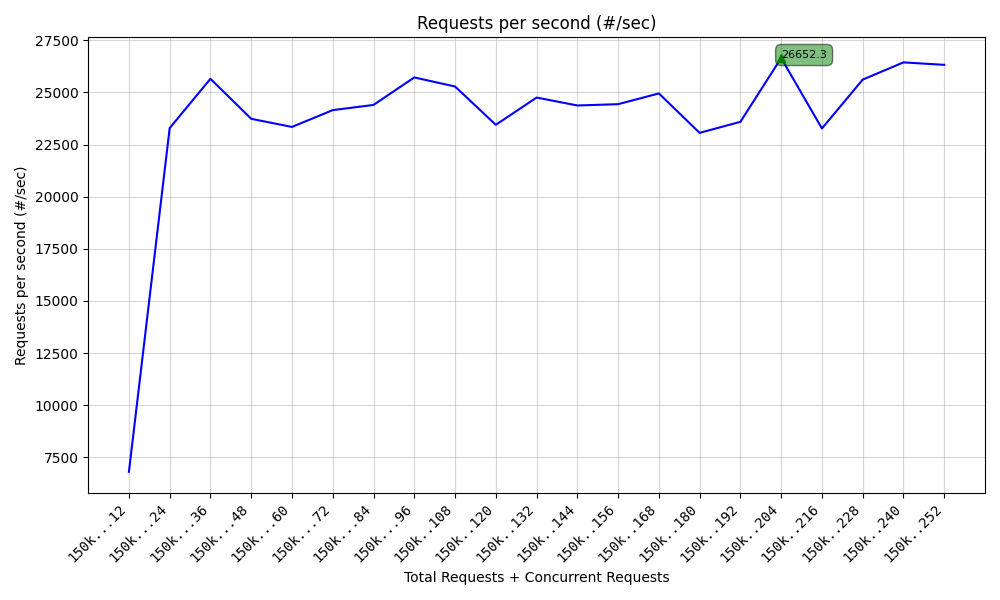 Requests per second (#/sec)
27500
25000
22500
20000
17500
15000
12500
10000
7500
Requests per second (#/sec)
26652.3
150k...12
150k...24
150k...36
150k...48
150k...60
150k...72
150k...84
150k...96
150k..108
150k..120
150k..132
150k..144
150k..156
150k..168
150k..180
150k..192
150k..204
150k..216
150k..228
150k..240
150k..252
Total Requests + Concurrent Requests